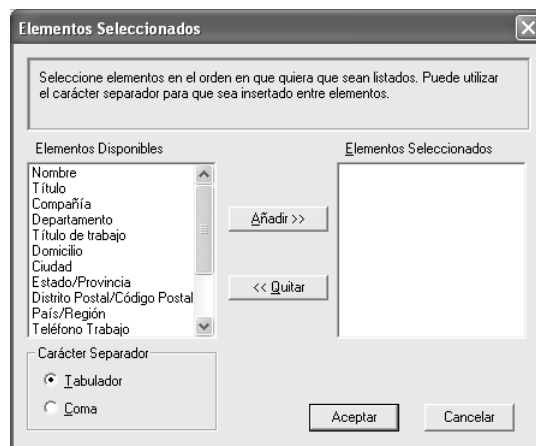 Elementos Seleccionados
Seleccione elementos en el orden en que quiera que sean listados. Puede utilizar
el carácter separador para que sea insertado entre elementos.
Elementos Disponibles
Nombre
Título
Compañía
Departamento
Título de trabajo
Domicilio
Ciudad
Estado/Provincia
Distrito Postal/Código Postal
País/Región
Teléfono Trabajo
Añadir >>
<< Quitar
Elementos Seleccionados
Carácter Separador
Tabulador
Coma
Aceptar
Cancelar